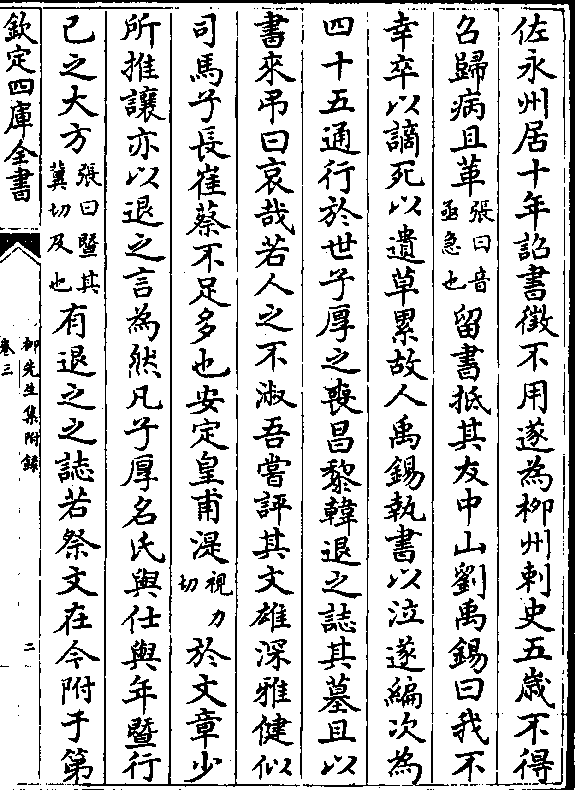 佐永州居十年詔書徵不用遂為柳州刺史五歲不得
召歸病且革張曰音亟急也留書抵其友中山劉禹錫曰我不
幸卒以謫死以遺草累故人禹錫執書以泣遂編次為
四十五通行於世子厚之喪昌黎韓退之誌其墓且以
書來吊曰哀哉若人之不淑吾嘗評其文雄深雅健似
司馬子長崔蔡不足多也安定皇甫湜視力切於文章少
所推讓亦以退之言為然凡子厚名氏與仕與年暨行
已之大方張曰暨其冀切及也有退之之誌若祭文在今附于第
欽定四庫全書
柳先生集附録
卷三
二